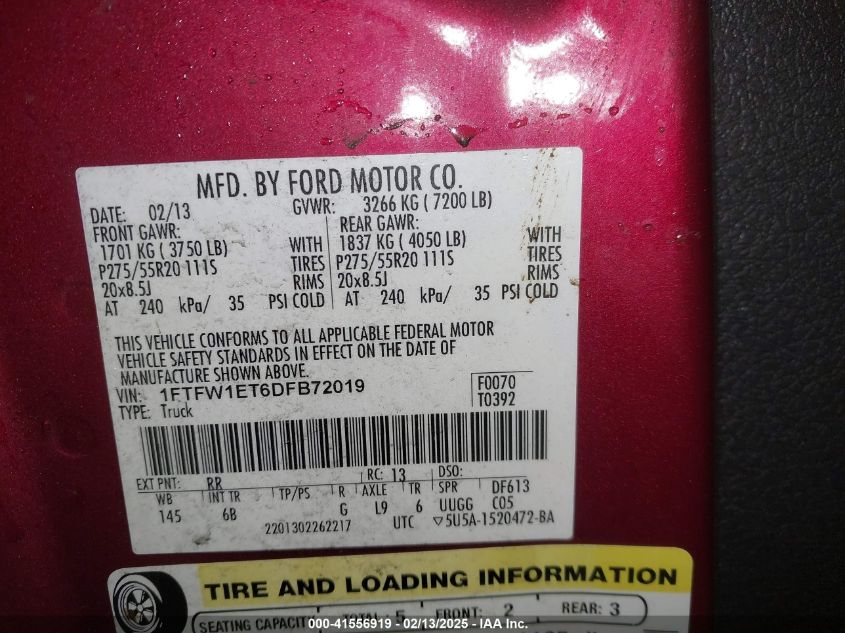 MFD. BY FORD MOTOR CO.
DATE: 02/13 GVWR: 3266 KG ( 7200 LB)
FRONT GAWR: REAR GAWR:
1701 KG ( 3750 LB) WITH 1837 KG ( 4050 LB) WITH
P275/55R20 111S TIRES P275/55R20 111S TIRES
20x8.5J RIMS 20x8.5J RIMS
AT 240 kPa/ 35 PSI COLD AT 240 kPa/ 35 PSI COLD
THIS VEHICLE CONFORMS TO ALL APPLICABLE FEDERAL MOTOR
VEHICLE SAFETY STANDARDS IN EFFECT ON THE DATE OF
MANUFACTURE SHOWN ABOVE.
VIN: 1FTFW1ET6DFB72019 F0070
TYPE: Truck T0392
EXT PNT: RR RC: 13 DSO:
WB INT TR TP/PS R AXLE TR SPR DF613
145 6B G L9 6 UUGG C05
2201302262217 UTC ▽5U5A-1520472-BA
TIRE AND LOADING INFORMATION
SEATING CAPACITY TOTAL: 5 FRONT: 2 REAR: 3
000-41556919 - 02/13/2025 - IAA Inc.